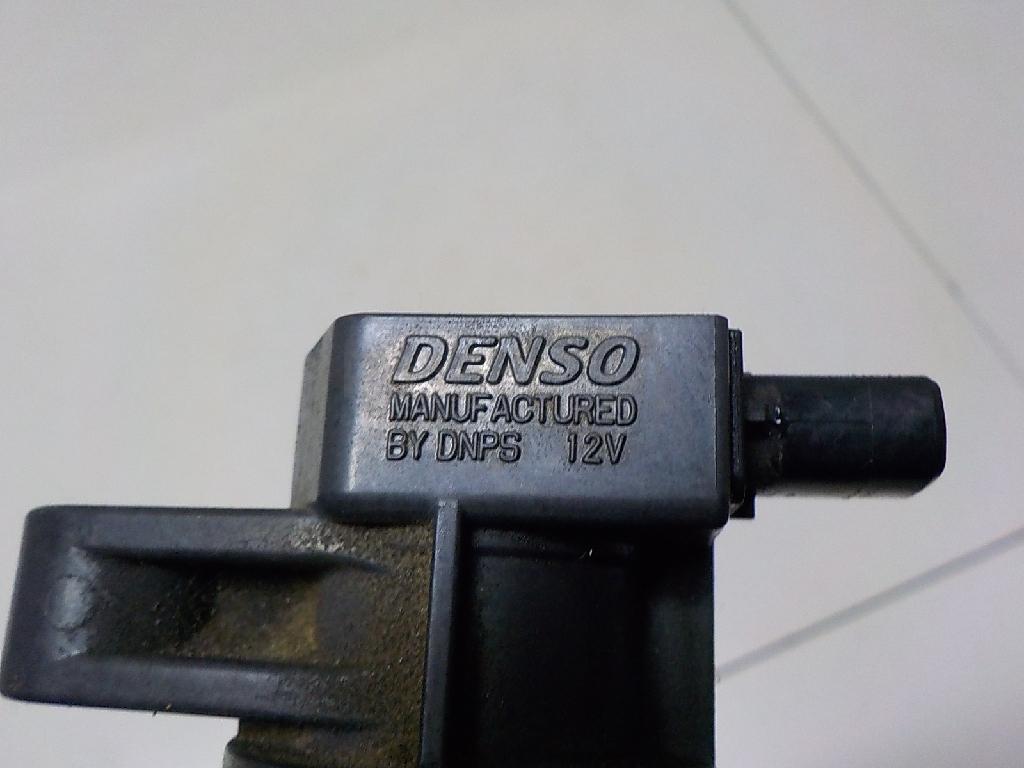 DENSO
MANUFACTURED
BY DNPS 12V